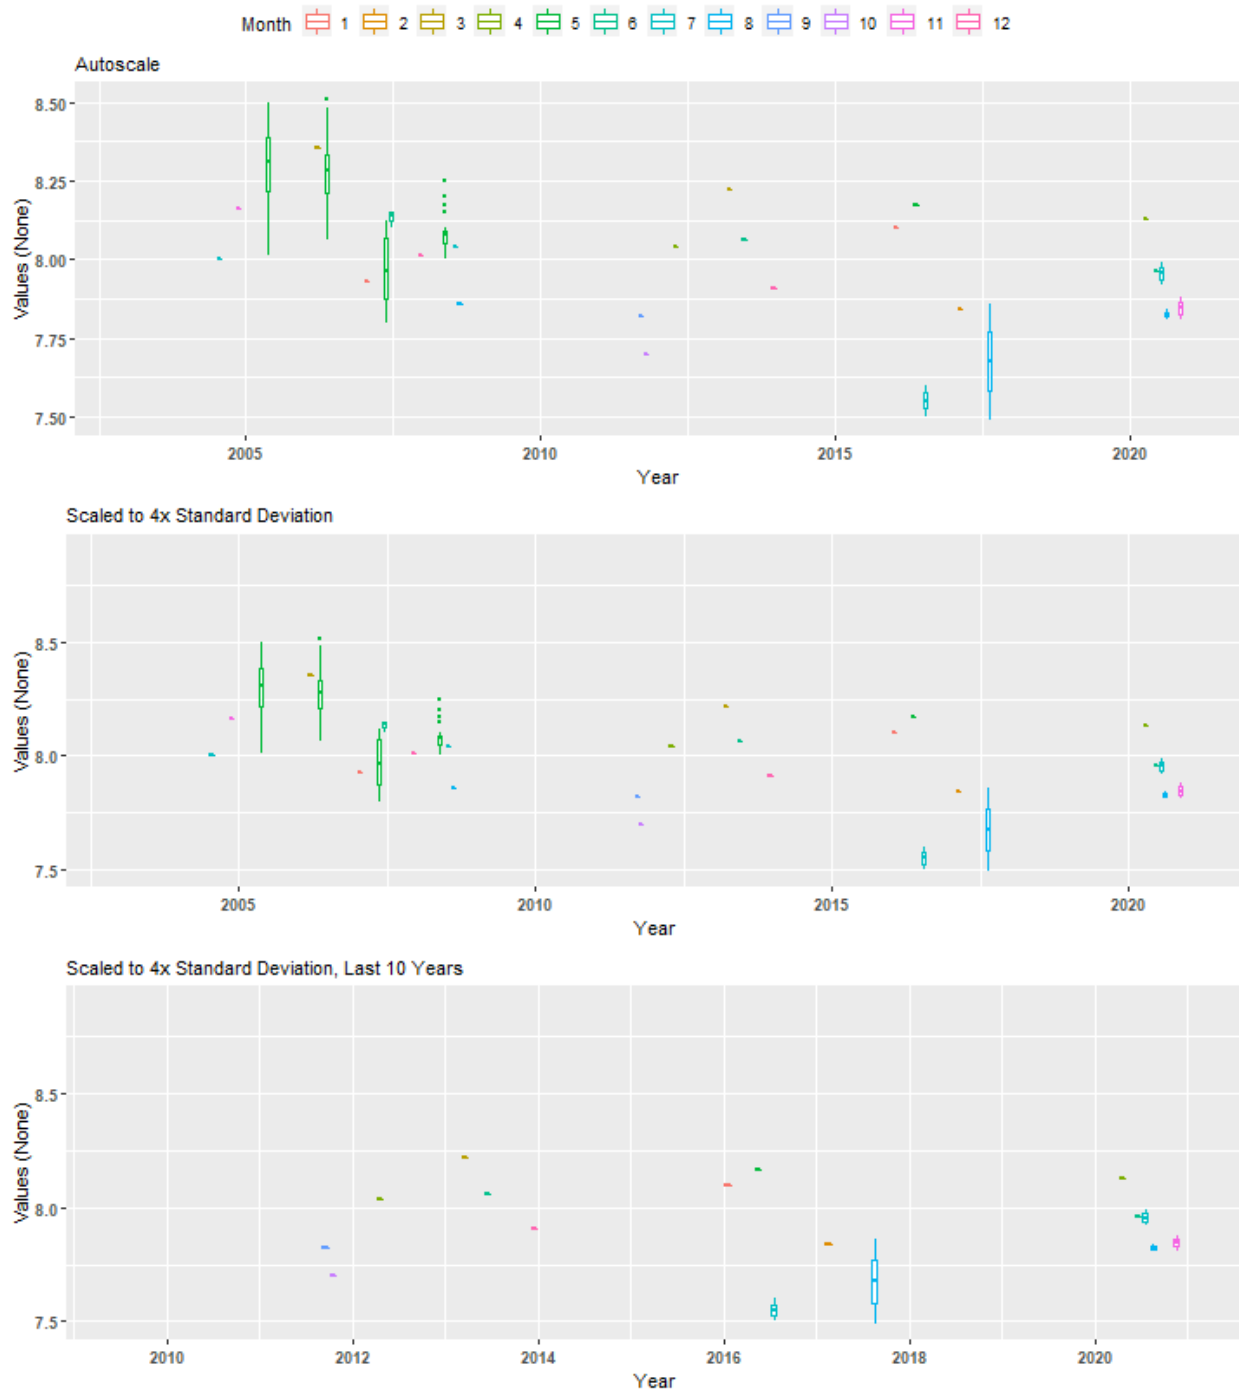 Month 1 2 3 4 5 6 7 8 9 10 11 12
Autoscale
Values (None)
8.50
8.25
8.00
7.75
7.50
2005 2010 2015 2020
Year
Scaled to 4x Standard Deviation
Values (None)
8.5
8.0
7.5
2005 2010 2015 2020
Year
Scaled to 4x Standard Deviation, Last 10 Years
Values (None)
8.5
8.0
7.5
2010 2012 2014 2016 2018 2020
Year